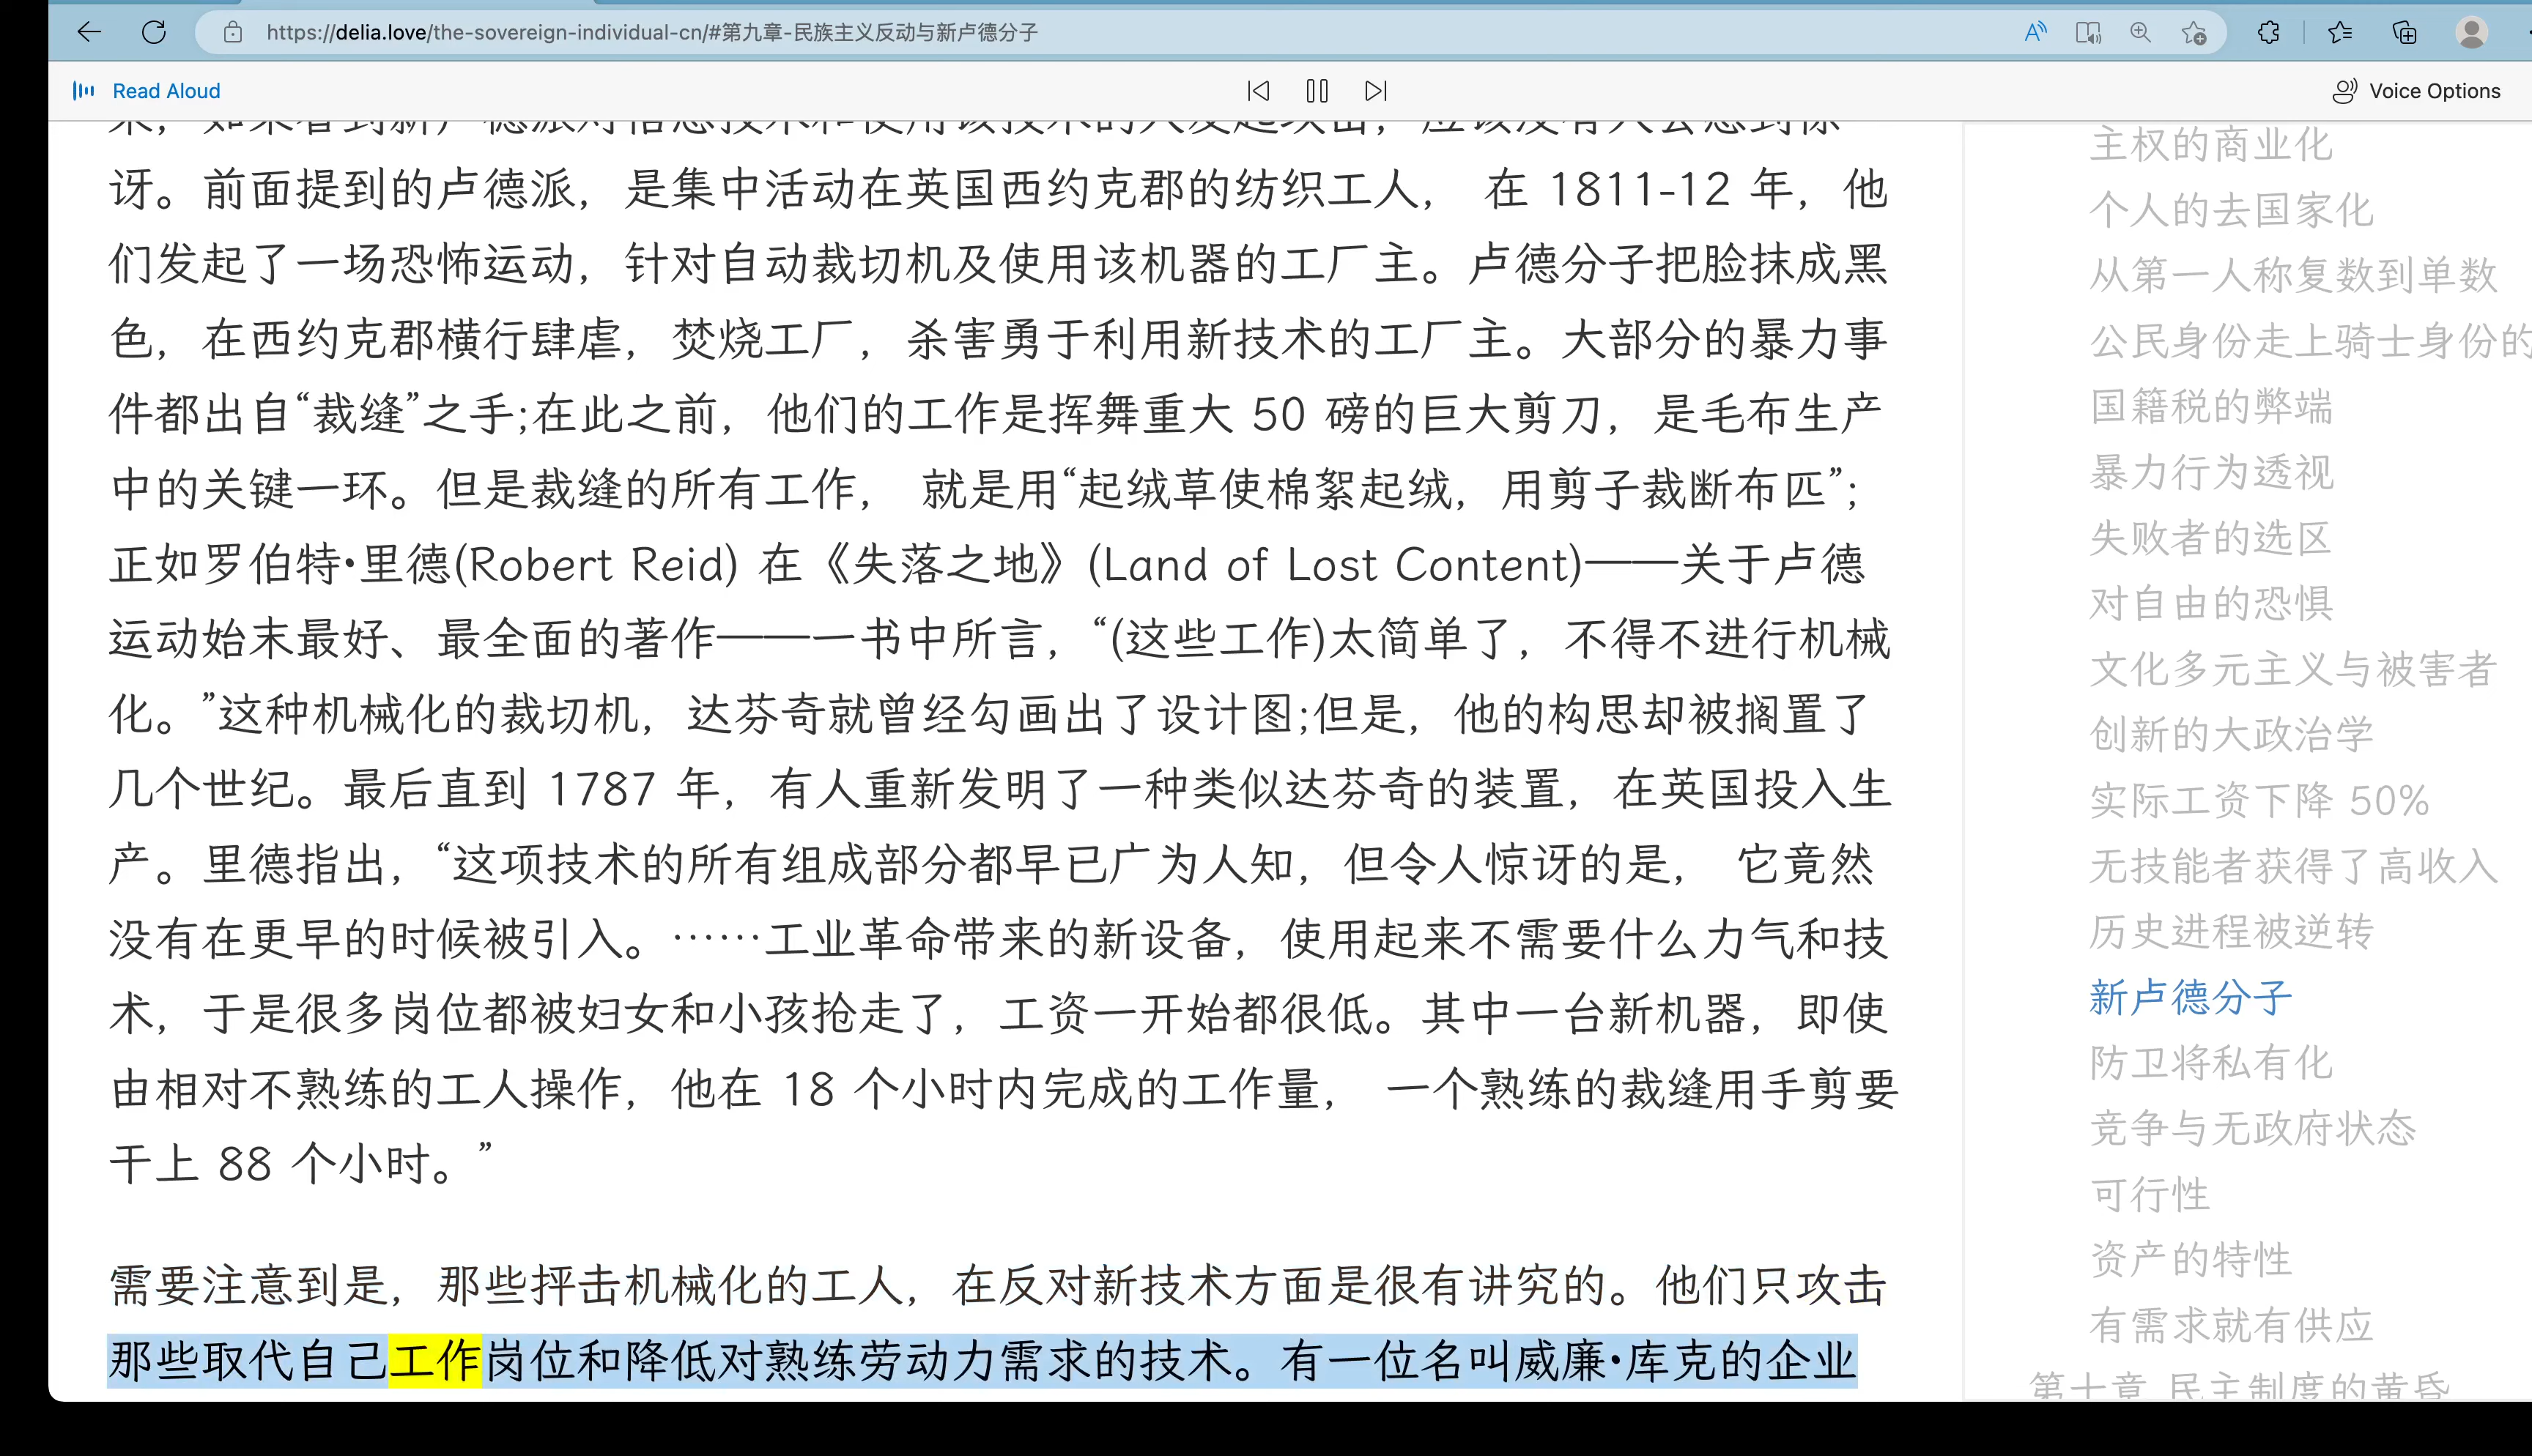 https://delia.love/the-sovereign-individual-cn/#第九章-民族主义反动与新卢德分子
Read Aloud
Voice Options
讶。前面提到的卢德派，是集中活动在英国西约克郡的纺织工人， 在 1811-12 年，他
们发起了一场恐怖运动，针对自动裁切机及使用该机器的工厂主。卢德分子把脸抹成黑
色，在西约克郡横行肆虐，焚烧工厂，杀害勇于利用新技术的工厂主。大部分的暴力事
件都出自“裁缝”之手;在此之前，他们的工作是挥舞重大 50 磅的巨大剪刀，是毛布生产
中的关键一环。但是裁缝的所有工作， 就是用“起绒草使棉絮起绒，用剪子裁断布匹”;
正如罗伯特•里德(Robert Reid) 在《失落之地》(Land of Lost Content)——关于卢德
运动始末最好、最全面的著作——一书中所言，“(这些工作)太简单了，不得不进行机械
化。”这种机械化的裁切机，达芬奇就曾经勾画出了设计图;但是，他的构思却被搁置了
几个世纪。最后直到 1787 年，有人重新发明了一种类似达芬奇的装置，在英国投入生
产。里德指出，“这项技术的所有组成部分都早已广为人知，但令人惊讶的是， 它竟然
没有在更早的时候被引入。……工业革命带来的新设备，使用起来不需要什么力气和技
术，于是很多岗位都被妇女和小孩抢走了，工资一开始都很低。其中一台新机器，即使
由相对不熟练的工人操作，他在 18 个小时内完成的工作量， 一个熟练的裁缝用手剪要
干上 88 个小时。”
需要注意到是，那些抨击机械化的工人，在反对新技术方面是很有讲究的。他们只攻击
那些取代自己工作岗位和降低对熟练劳动力需求的技术。有一位名叫威廉•库克的企业
主权的商业化
个人的去国家化
从第一人称复数到单数
公民身份走上骑士身份的
国籍税的弊端
暴力行为透视
失败者的选区
对自由的恐惧
文化多元主义与被害者
创新的大政治学
实际工资下降 50%
无技能者获得了高收入
历史进程被逆转
新卢德分子
防卫将私有化
竞争与无政府状态
可行性
资产的特性
有需求就有供应
第十章 民主制度的黄昏